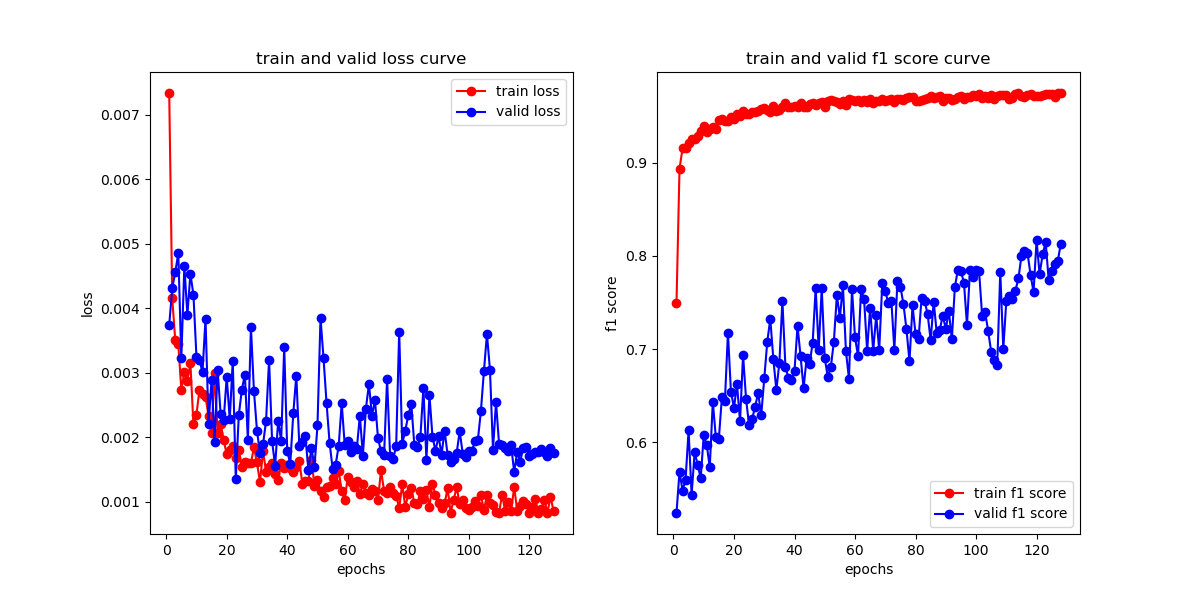 train and valid loss curve
train loss
valid loss
0.007
0.006
0.005
0.004
0.003
0.002
0.001
loss
0 20 40 60 80 100 120
epochs
train and valid f1 score curve
0.9
0.8
0.7
0.6
f1 score
train f1 score
valid f1 score
0 20 40 60 80 100 120
epochs